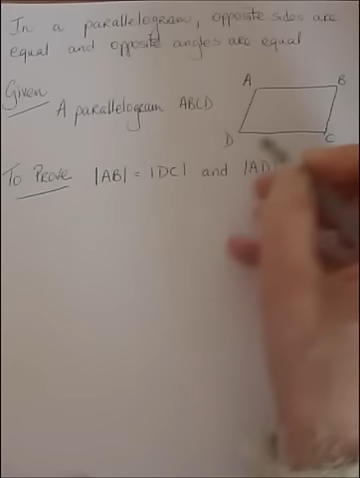 In a parallelogram, opposite sides are
equal and opposite angles are equal
Given
A parallelogram ABCD
A B
D C
To Prove |AB| = |DC| and |AD